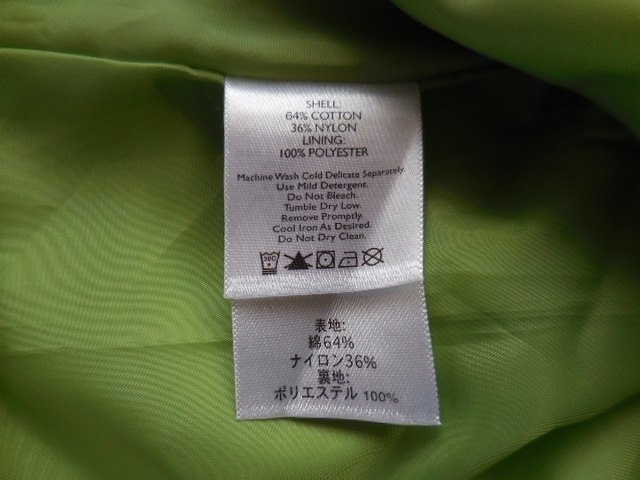 SHELL:
64% COTTON
36% NYLON
LINING:
100% POLYESTER
Machine Wash Cold Delicate Separately.
Use Mild Detergent.
Do Not Bleach.
Tumble Dry Low.
Remove Promptly.
Cool Iron As Desired.
Do Not Dry Clean.
表地:
綿64%
ナイロン36%
裏地:
ポリエステル 100%